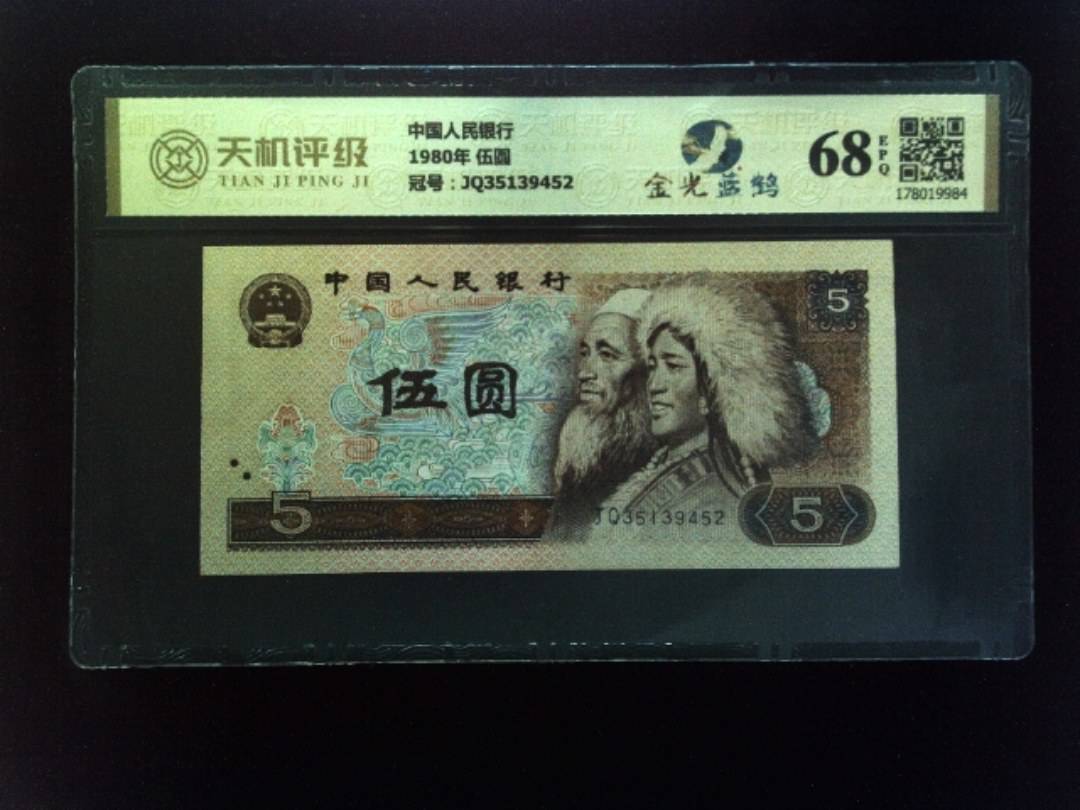 天机评级
TIAN JI PING JI
中国人民银行
1980年 伍圆
冠号：JQ35139452
金光蓝鹤
68
EPQ
178019984
中国人民银行
5
伍圆
5
JQ35139452
5